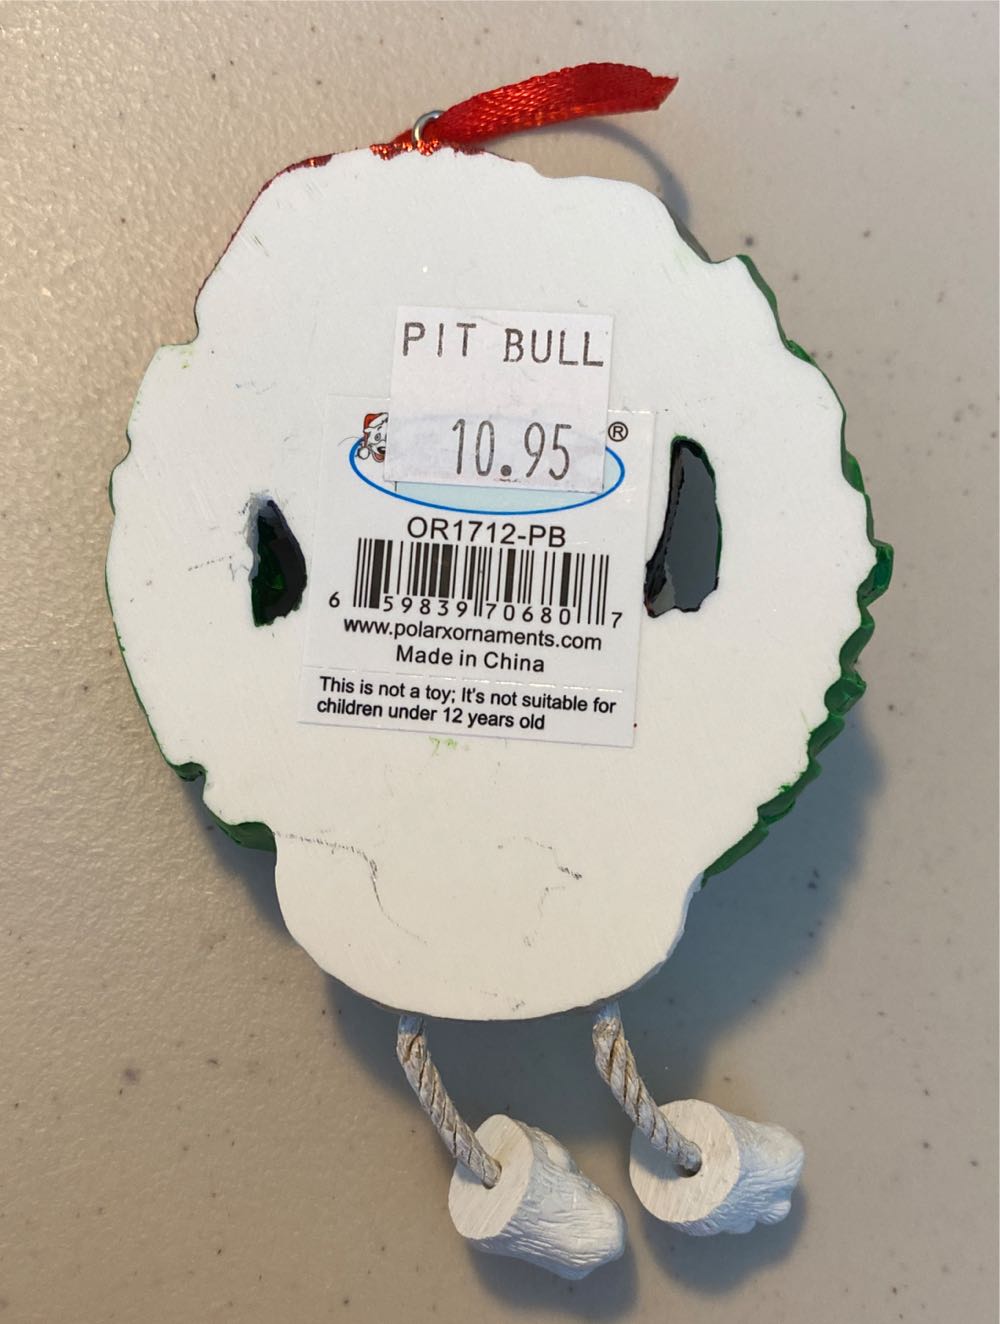 PIT BULL
10.95
®
OR1712-PB
6 59839 70680 7
www.polarxornaments.com
Made in China
This is not a toy; It's not suitable for
children under 12 years old